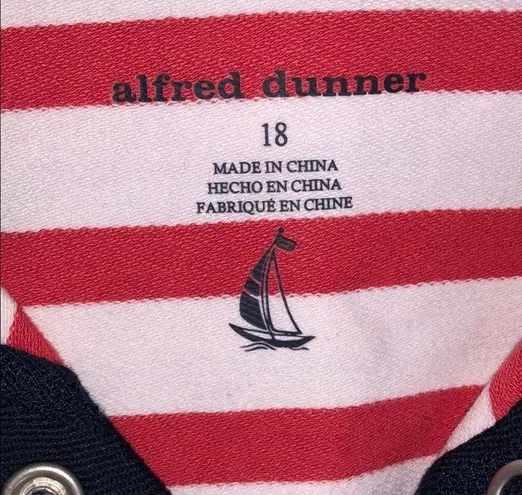 alfred dunner
18
MADE IN CHINA
HECHO EN CHINA
FABRIQUÉ EN CHINE